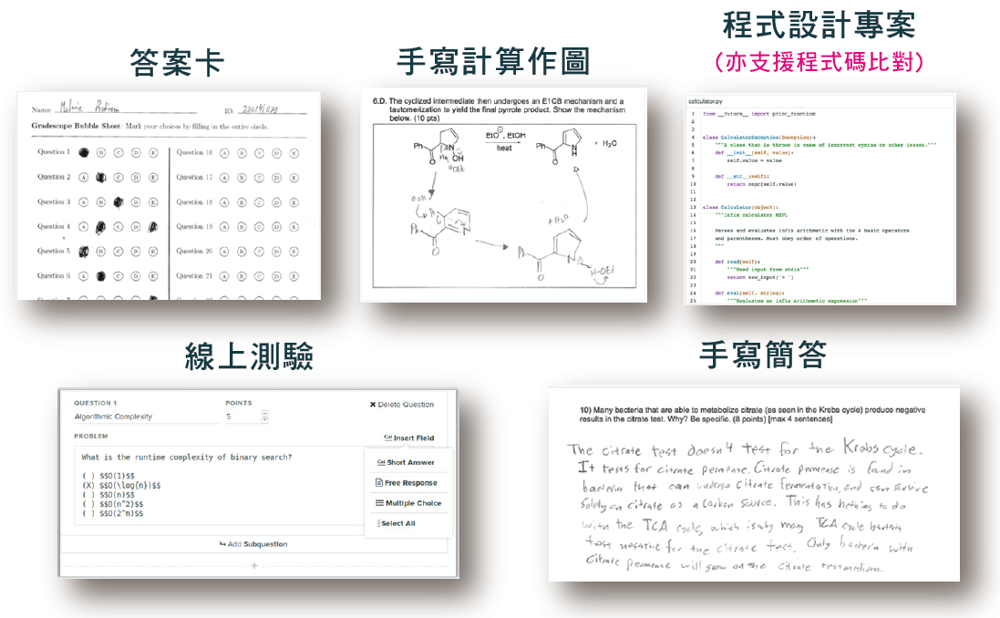 答案卡
Name: Melanie Robinson ID:
Gradescope Bubble Sheet: Mark your choices by filling in the entire circle.
Question 1 B C D E Question 16 A B C D E
Question 2 A C D E Question 17 A B C D E
Question 3 A B D E Question 18 A B C D E
Question 4 A C D Question 19 A B C D E
Question 5 B C D E Question 20 A B C D E
Question 6 A C D E Question 21 A B C D E
手寫計算作圖
6.D. The cyclized intermediate then undergoes an E1CB mechanism and a
tautomerization to yield the final pyrrole product. Show the mechanism
below. (10 pts)
EtO⊖, EtOH
heat
Ph O N OH
Ph O N H
+ H₂O
Ph O N
+ H₂O
Ph O N
H-OEt
程式設計專案
(亦支援程式碼比對)
calculator.py
1 from __future__ import print_function
2
3
4 class CalculatorException(Exception):
5 """A class that is thrown in case of incorrect syntax or other issues."""
6 def __init__(self, value):
7 self.value = value
8
9 def __str__(self):
10 return repr(self.value)
11
12
13 class Calculator(object):
14 """Infix calculator REPL
15
16 Parses and evaluates infix arithmetic with the 4 basic operators
17 and parentheses. Must obey order of operations.
18 """
19
20 def read(self):
21 """Read input from stdin"""
22 return raw_input('> ')
23
24 def eval(self, string):
25 """Evaluates an infix arithmetic expression"""
線上測驗
QUESTION 1 POINTS ✖ Delete Question
Algorithmic Complexity 5
PROBLEM Insert Field
What is the runtime complexity of binary search?
( ) $$O(1)$$
(X) $$O(\log{n})$$
( ) $$O(n)$$
( ) $$O(n^2)$$
( ) $$O(2^n)$$
Short Answer
Free Response
Multiple Choice
Select All
↪ Add Subquestion
+
手寫簡答
10) Many bacteria that are able to metabolize citrate (as seen in the Krebs cycle) produce negative
results in the citrate test. Why? Be specific. (8 points) [max 4 sentences]
The citrate test doesn't test for the Krebs cycle.
It tests for citrate permease. Citrate permease is found in
bacteria that can undergo citrate fermentation, and can survive
solely on citrate as a carbon source. This has nothing to do
with the TCA cycle, which is why many TCA cycle bacteria
test negative for the citrate test. Only bacteria with
citrate permease will grow on the citrate test medium.